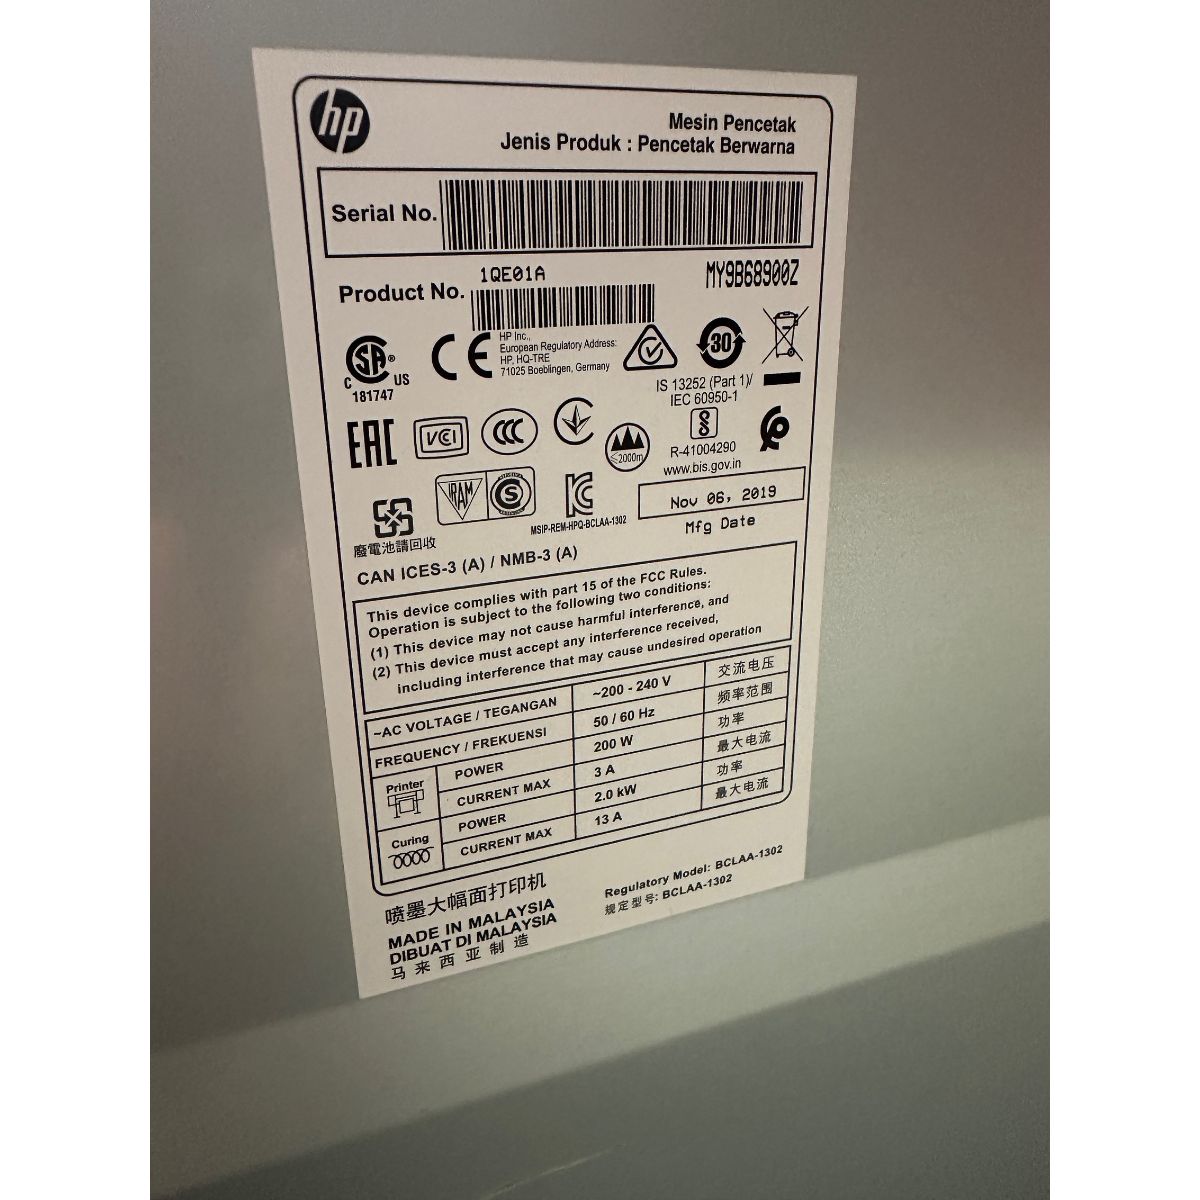 hp
Mesin Pencetak
Jenis Produk : Pencetak Berwarna
Serial No.
1QE01A
MY9B68900Z
Product No.
HP Inc.,
European Regulatory Address:
HP, HQ-TRE
71025 Boeblingen, Germany
30
SA®
C US
181747
CE
IS 13252 (Part 1)/
IEC 60950-1
R-41004290
www.bis.gov.in
EAC
VCI
CCC
≤2000m
IRAM
S
MSIP-REM-HPQ-BCLAA-1302
Nov 06, 2019
Mfg Date
廢電池請回收
CAN ICES-3 (A) / NMB-3 (A)
This device complies with part 15 of the FCC Rules.
Operation is subject to the following two conditions:
(1) This device may not cause harmful interference, and
(2) This device must accept any interference received,
including interference that may cause undesired operation
~AC VOLTAGE / TEGANGAN ~200 - 240 V 交流电压
FREQUENCY / FREKUENSI 50 / 60 Hz 频率范围
Printer POWER 200 W 功率
CURRENT MAX 3 A 最大电流
Curing POWER 2.0 kW 功率
CURRENT MAX 13 A 最大电流
喷墨大幅面打印机
MADE IN MALAYSIA
DIBUAT DI MALAYSIA
马来西亚制造
Regulatory Model: BCLAA-1302
规定型号: BCLAA-1302